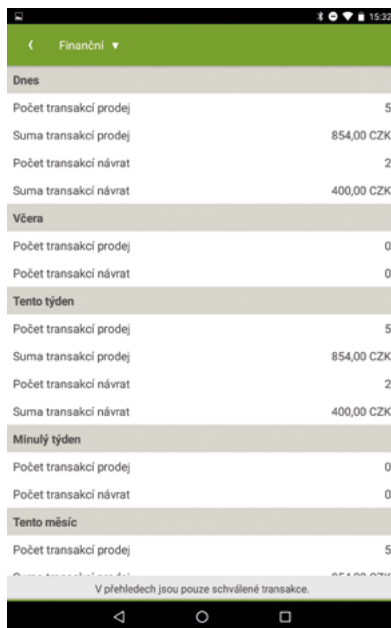 15:32
Finanční ▼
Dnes
Počet transakcí prodej 5
Suma transakcí prodej 854,00 CZK
Počet transakcí návrat 2
Suma transakcí návrat 400,00 CZK
Včera
Počet transakcí prodej 0
Počet transakcí návrat 0
Tento týden
Počet transakcí prodej 5
Suma transakcí prodej 854,00 CZK
Počet transakcí návrat 2
Suma transakcí návrat 400,00 CZK
Minulý týden
Počet transakcí prodej 0
Počet transakcí návrat 0
Tento měsíc
Počet transakcí prodej 5
V přehledech jsou pouze schválené transakce.